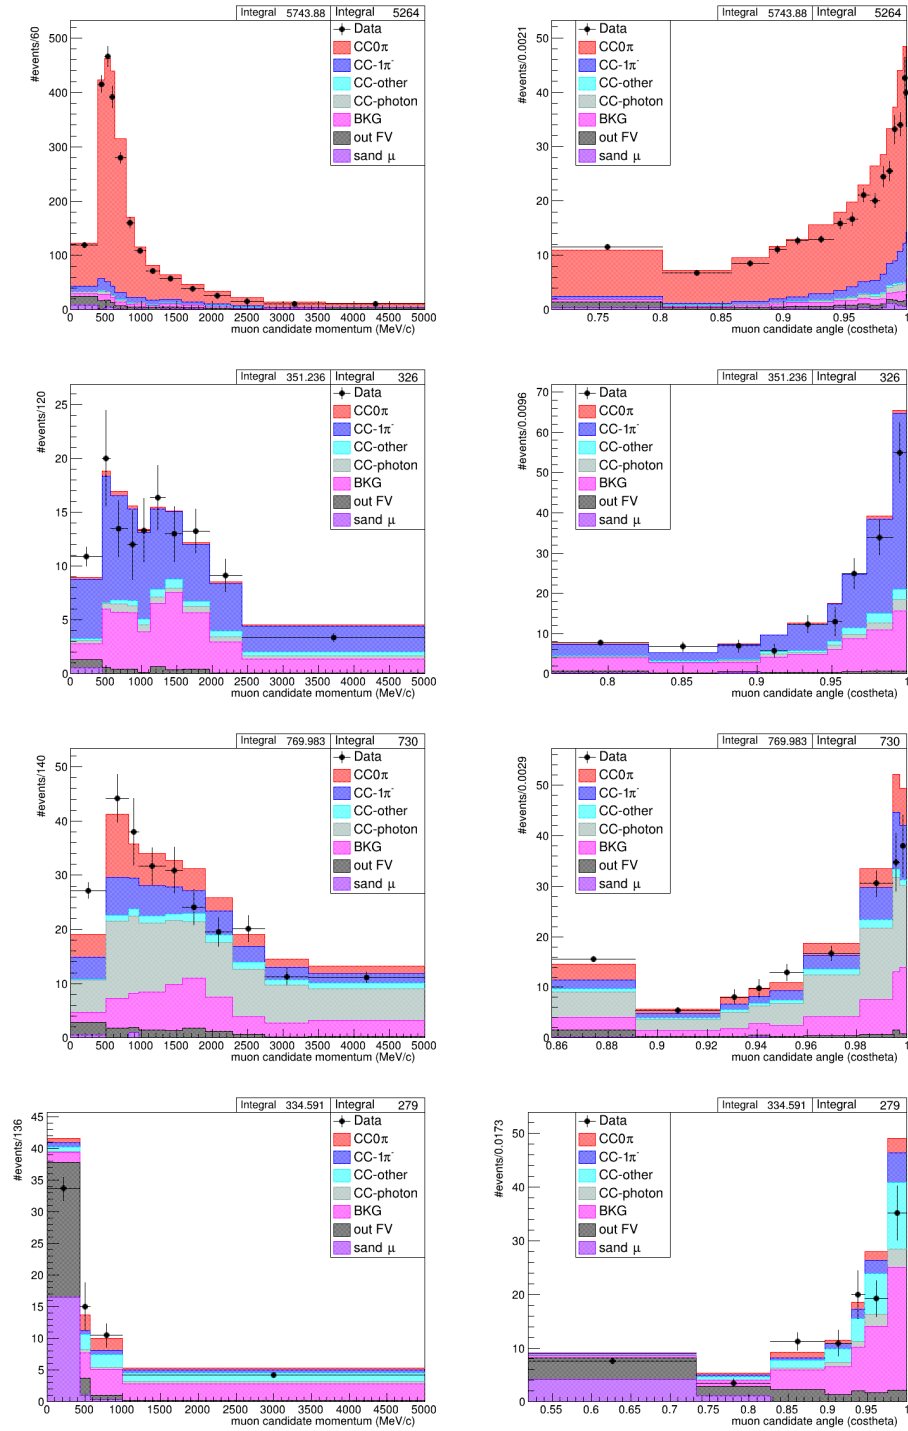 Integral 5743.88 Integral 5264
#events/60
Data
CC0π
CC-1π-
CC-other
CC-photon
BKG
out FV
sand μ
500
400
300
200
100
0
0 500 1000 1500 2000 2500 3000 3500 4000 4500 5000
muon candidate momentum (MeV/c)
Integral 5743.88 Integral 5264
#events/0.0021
Data
CC0π
CC-1π-
CC-other
CC-photon
BKG
out FV
sand μ
50
40
30
20
10
0
0.75 0.8 0.85 0.9 0.95 1
muon candidate angle (costheta)
Integral 351.236 Integral 326
#events/120
Data
CC0π
CC-1π-
CC-other
CC-photon
BKG
out FV
sand μ
25
20
15
10
5
0
0 500 1000 1500 2000 2500 3000 3500 4000 4500 5000
muon candidate momentum (MeV/c)
Integral 351.236 Integral 326
#events/0.0096
Data
CC0π
CC-1π-
CC-other
CC-photon
BKG
out FV
sand μ
70
60
50
40
30
20
10
0
0.8 0.85 0.9 0.95 1
muon candidate angle (costheta)
Integral 769.983 Integral 730
#events/140
Data
CC0π
CC-1π-
CC-other
CC-photon
BKG
out FV
sand μ
50
40
30
20
10
0
0 500 1000 1500 2000 2500 3000 3500 4000 4500 5000
muon candidate momentum (MeV/c)
Integral 769.983 Integral 730
#events/0.0029
Data
CC0π
CC-1π-
CC-other
CC-photon
BKG
out FV
sand μ
50
40
30
20
10
0
0.86 0.88 0.9 0.92 0.94 0.96 0.98 1
muon candidate angle (costheta)
Integral 334.591 Integral 279
#events/136
Data
CC0π
CC-1π-
CC-other
CC-photon
BKG
out FV
sand μ
45
40
35
30
25
20
15
10
5
0
0 500 1000 1500 2000 2500 3000 3500 4000 4500 5000
muon candidate momentum (MeV/c)
Integral 334.591 Integral 279
#events/0.0173
Data
CC0π
CC-1π-
CC-other
CC-photon
BKG
out FV
sand μ
50
40
30
20
10
0
0.55 0.6 0.65 0.7 0.75 0.8 0.85 0.9 0.95 1
muon candidate angle (costheta)